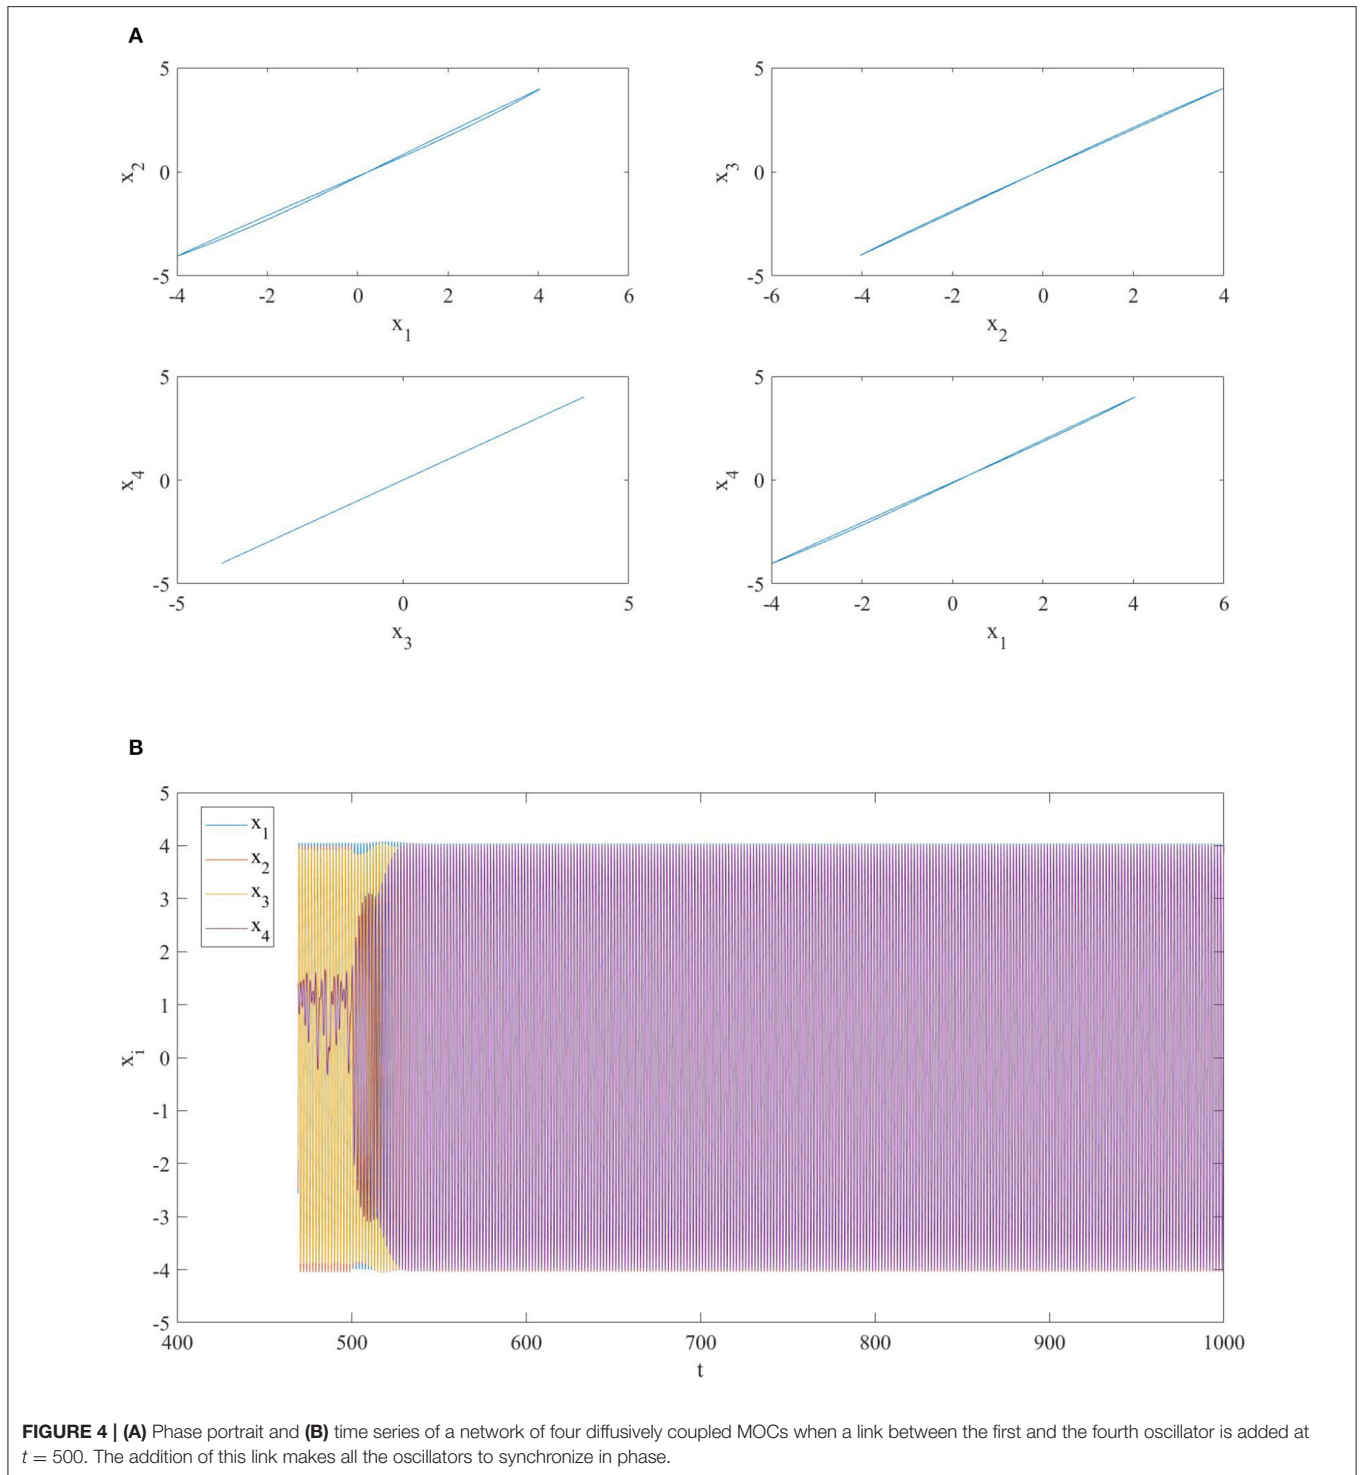 A
5
0
-5
x2
-4 -2 0 2 4 6
x1
5
0
-5
x3
-6 -4 -2 0 2 4
x2
5
0
-5
x4
-5 0 5
x3
5
0
-5
x4
-4 -2 0 2 4 6
x1
B
5
4
3
2
1
0
-1
-2
-3
-4
-5
xi
x1
x2
x3
x4
400 500 600 700 800 900 1000
t
FIGURE 4 | (A) Phase portrait and (B) time series of a network of four diffusively coupled MOCs when a link between the first and the fourth oscillator is added at
t = 500. The addition of this link makes all the oscillators to synchronize in phase.